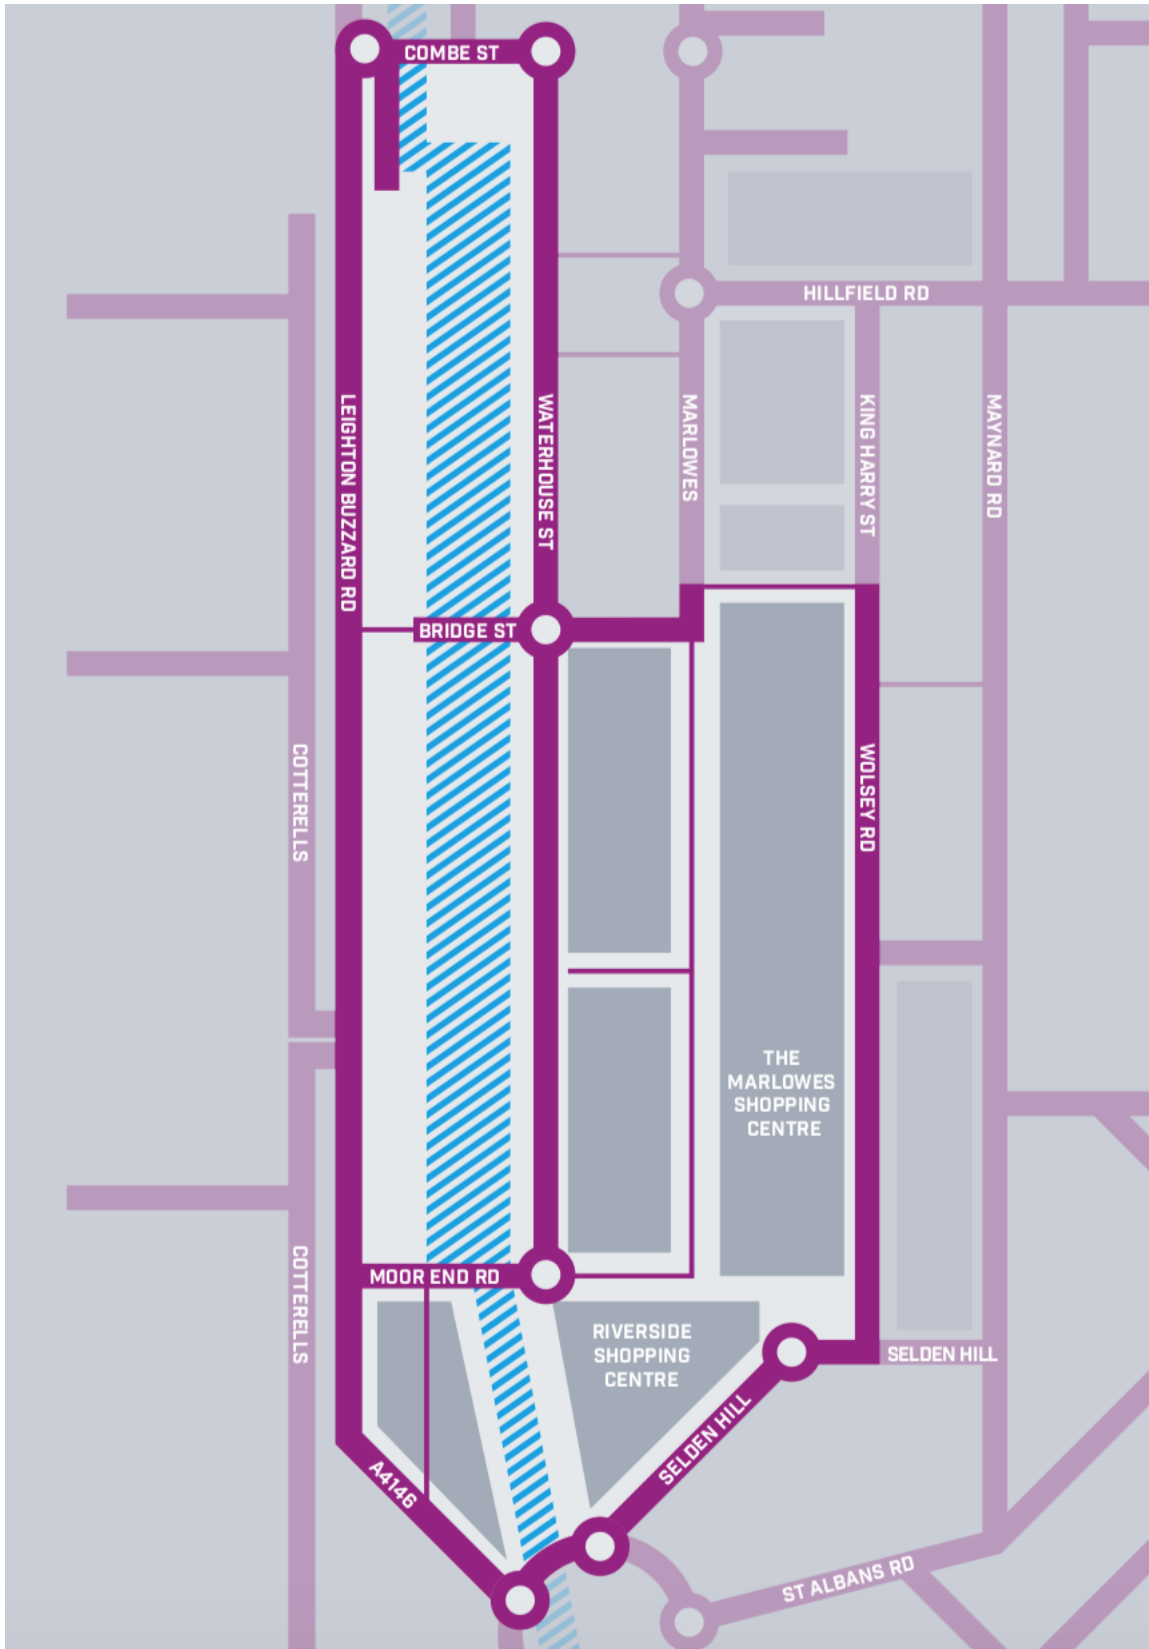 COMBE ST
HILLFIELD RD
LEIGHTON BUZZARD RD
WATERHOUSE ST
MARLOWES
KING HARRY ST
MAYNARD RD
BRIDGE ST
COTTERELLS
WOLSEY RD
THE
MARLOWES
SHOPPING
CENTRE
MOOR END RD
COTTERELLS
RIVERSIDE
SHOPPING
CENTRE
SELDEN HILL
SELDEN HILL
A4146
ST ALBANS RD